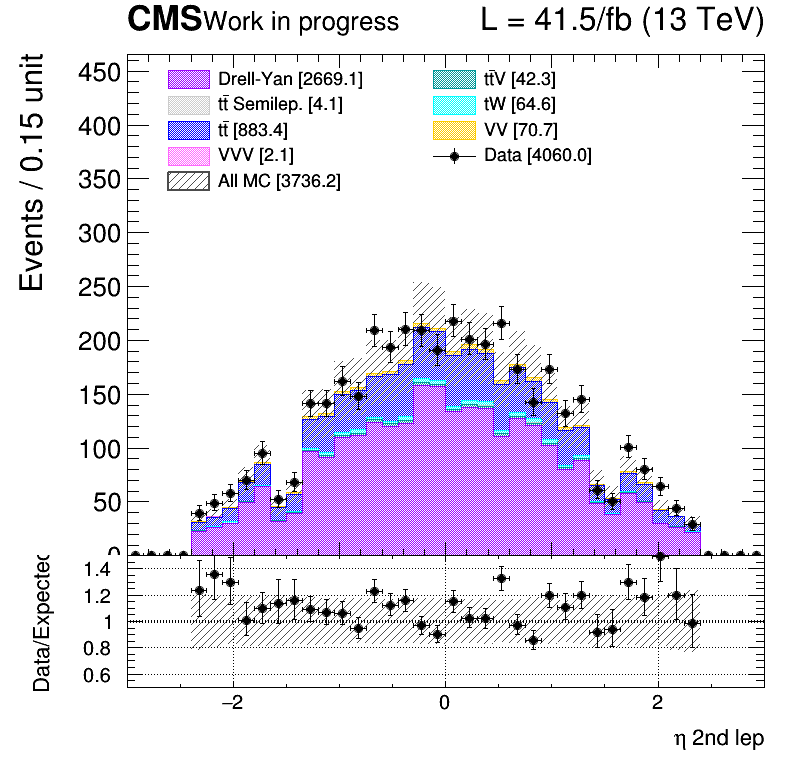 CMS Work in progress L = 41.5/fb (13 TeV)
Events / 0.15 unit
450
400
350
300
250
200
150
100
50
0
Drell-Yan [2669.1]
tt̄ Semilep. [4.1]
tt̄ [883.4]
VVV [2.1]
All MC [3736.2]
tt̄V [42.3]
tW [64.6]
VV [70.7]
Data [4060.0]
Data/Expected
1.4
1.2
1
0.8
0.6
−2 0 2
η 2nd lep